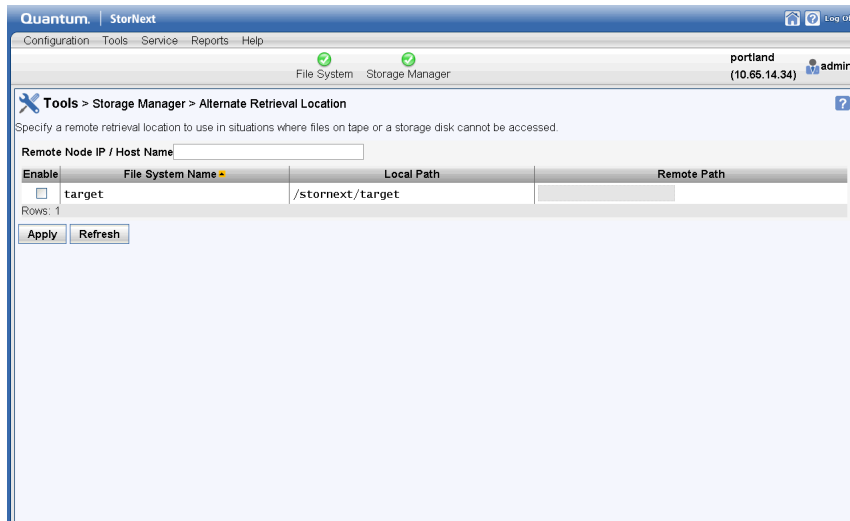 Quantum. StorNext Log Of
Configuration Tools Service Reports Help
File System Storage Manager
portland
(10.65.14.34)
admin
Tools > Storage Manager > Alternate Retrieval Location
Specify a remote retrieval location to use in situations where files on tape or a storage disk cannot be accessed.
Remote Node IP / Host Name
Enable File System Name Local Path Remote Path
target /stornext/target
Rows: 1
Apply Refresh